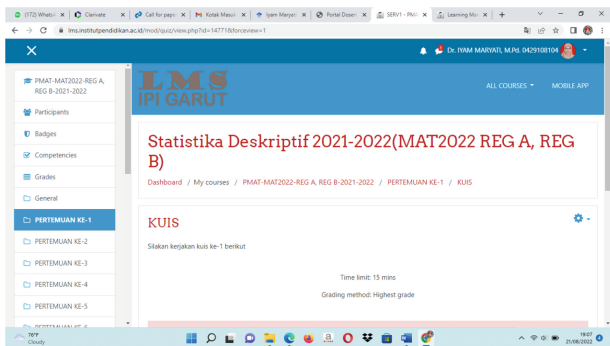 (172) WhatsA
Clarivate
Call for pape
Kotak Masuk
Iyam Maryati
Portal Dosen
SERV1 - PMA
Learning Man
lms.institutpendidikan.ac.id/mod/quiz/view.php?id=14771&forceview=1
Dr. IYAM MARYATI, M.Pd. 0429108104
PMAT-MAT2022-REG A,
REG B-2021-2022
Participants
Badges
Competencies
Grades
General
PERTEMUAN KE-1
PERTEMUAN KE-2
PERTEMUAN KE-3
PERTEMUAN KE-4
PERTEMUAN KE-5
LMS
IPI GARUT
ALL COURSES
MOBILE APP
Statistika Deskriptif 2021-2022(MAT2022 REG A, REG
B)
Dashboard / My courses / PMAT-MAT2022-REG A, REG B-2021-2022 / PERTEMUAN KE-1 / KUIS
KUIS
Silakan kerjakan kuis ke-1 berikut
Time limit: 15 mins
Grading method: Highest grade
76°F
Cloudy
19:07
21/08/2022